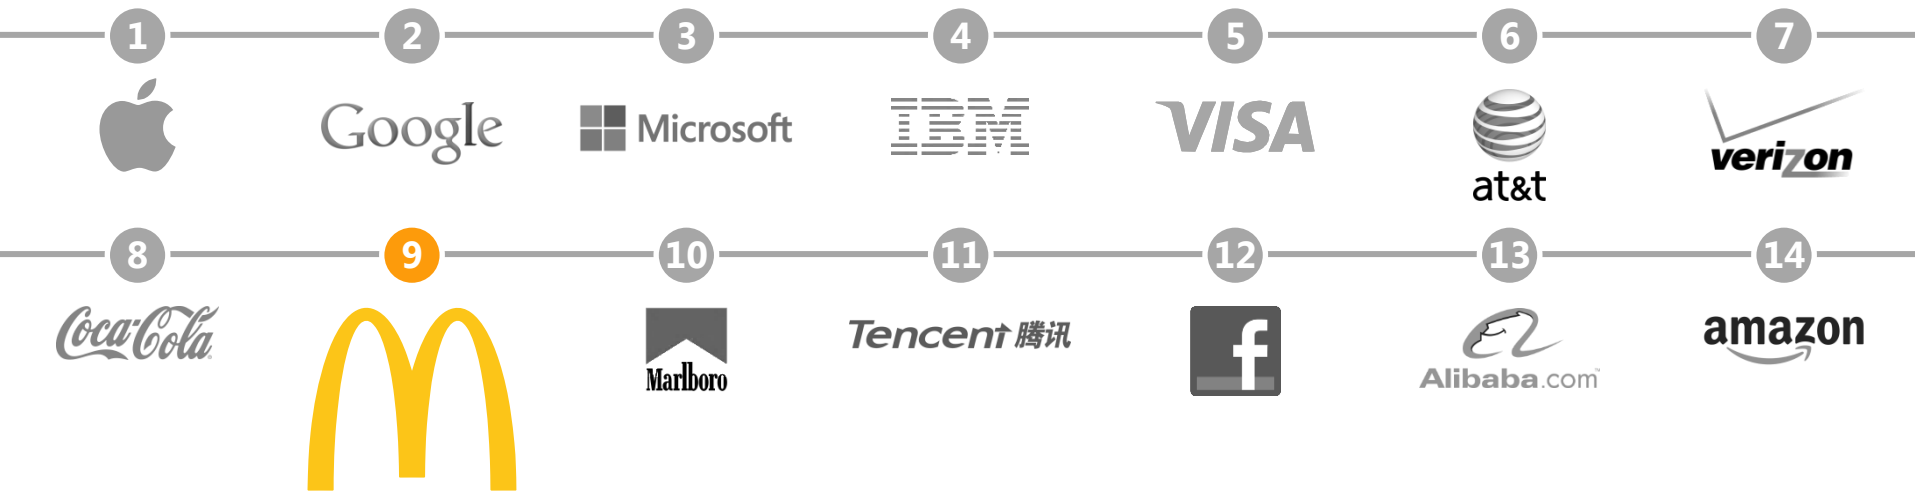 1 2 3 4 5 6 7
Google Microsoft IBM VISA at&t verizon
8 9 10 11 12 13 14
Coca-Cola Marlboro Tencent 腾讯 f Alibaba.com™ amazon